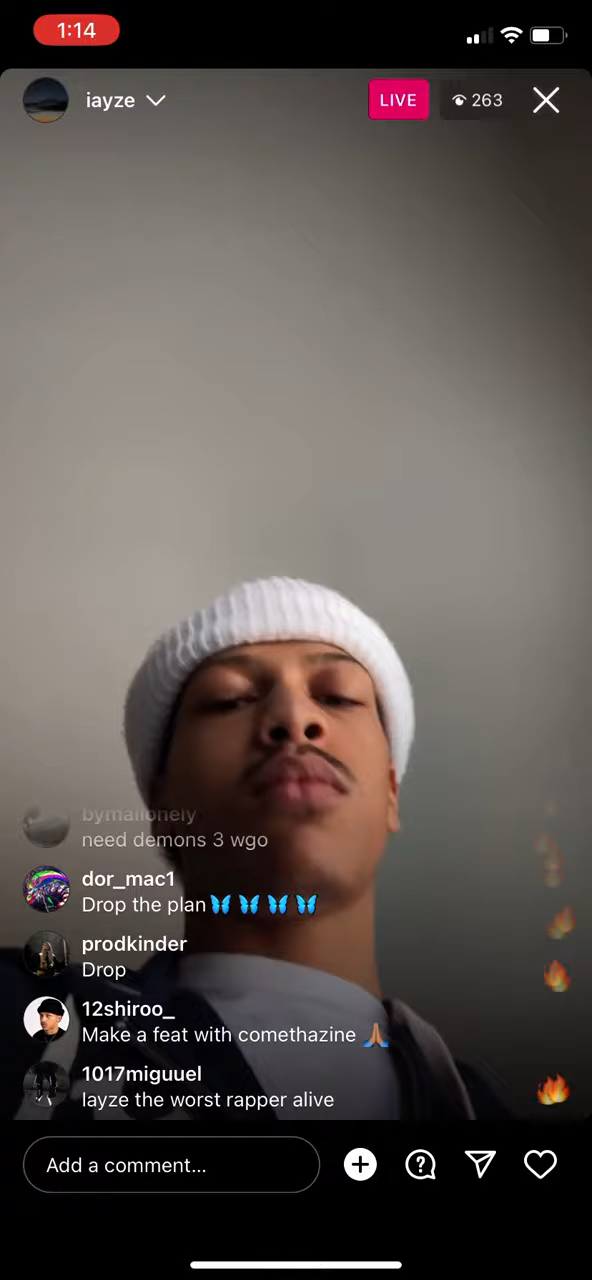 1:14
iayze
LIVE
263
bymallonely
need demons 3 wgo
dor_mac1
Drop the plan🦋🦋🦋🦋
prodkinder
Drop
12shiroo_
Make a feat with comethazine 🙏🏽
1017miguuel
Iayze the worst rapper alive
Add a comment...